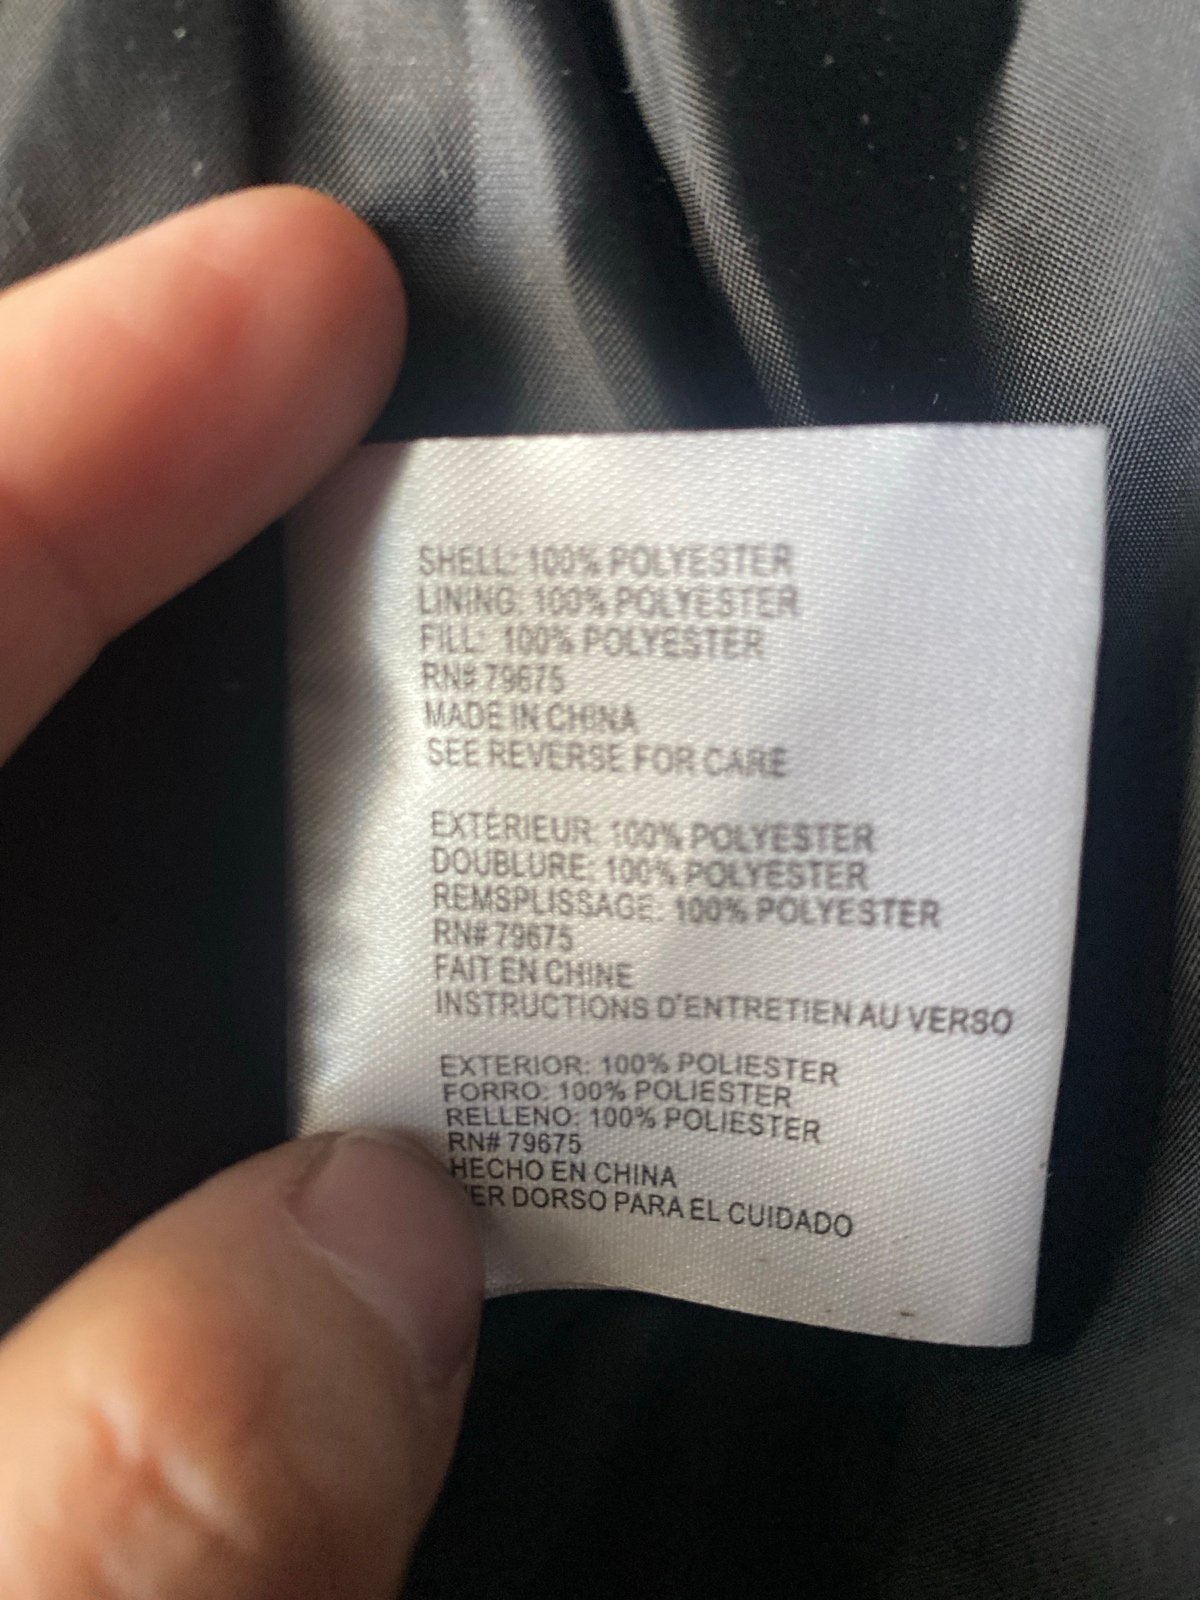 SHELL: 100% POLYESTER
LINING: 100% POLYESTER
FILL: 100% POLYESTER
RN# 79675
MADE IN CHINA
SEE REVERSE FOR CARE
EXTÉRIEUR: 100% POLYESTER
DOUBLURE: 100% POLYESTER
REMSPLISSAGE: 100% POLYESTER
RN# 79675
FAIT EN CHINE
INSTRUCTIONS D'ENTRETIEN AU VERSO
EXTERIOR: 100% POLIESTER
FORRO: 100% POLIESTER
RELLENO: 100% POLIESTER
RN# 79675
HECHO EN CHINA
VER DORSO PARA EL CUIDADO